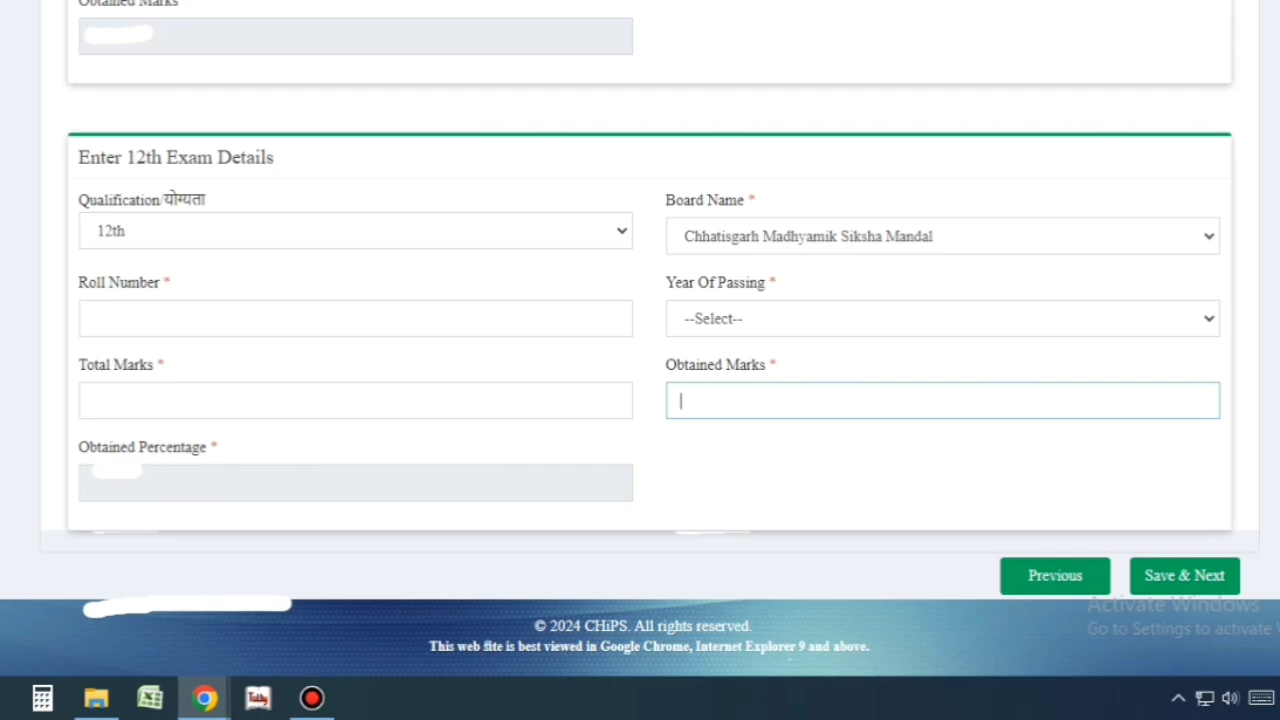 Obtained Marks
Enter 12th Exam Details
Qualification/योग्यता
12th
Board Name *
Chhatisgarh Madhyamik Siksha Mandal
Roll Number *
Year Of Passing *
--Select--
Total Marks *
Obtained Marks *
Obtained Percentage *
Previous
Save & Next
Activate Windows
Go to Settings to activate
© 2024 CHiPS. All rights reserved.
This web site is best viewed in Google Chrome, Internet Explorer 9 and above.
Tally